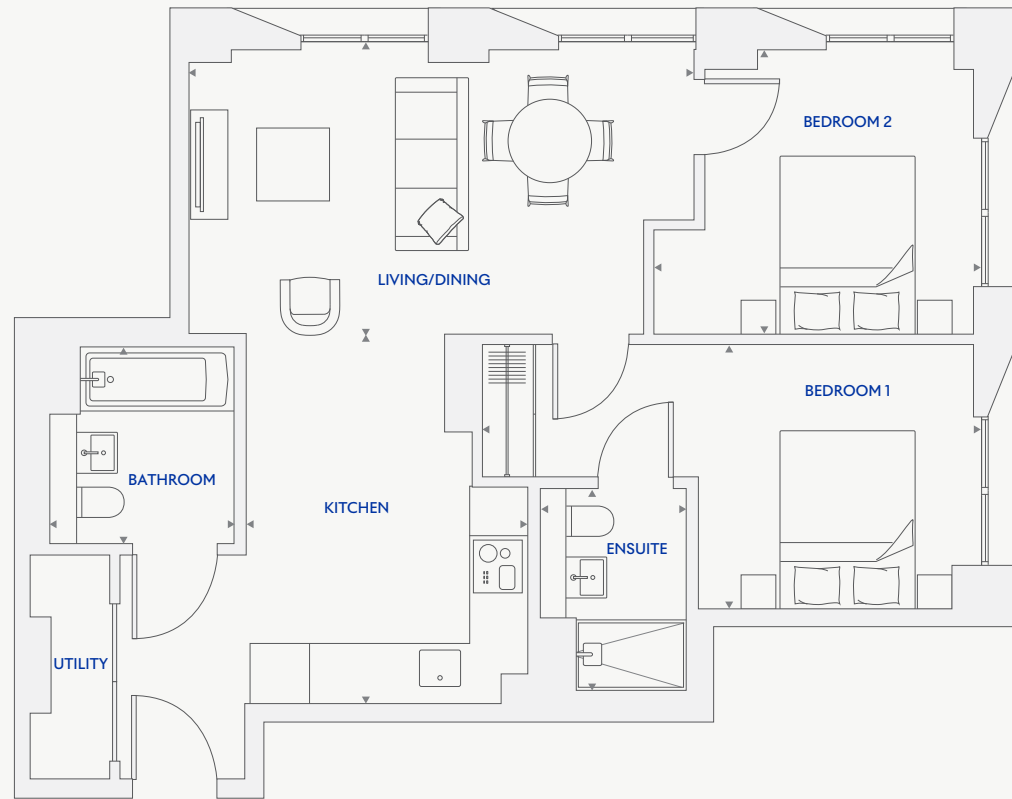 BEDROOM 2
LIVING/DINING
BEDROOM 1
BATHROOM
KITCHEN
ENSUITE
UTILITY